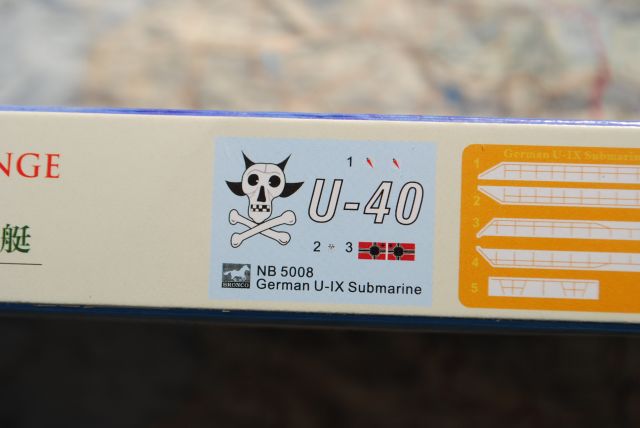 NGE
艇
1
U-40
2 3
BRONCO
NB 5008
German U-IX Submarine
German U-IX Submarine
1
2
3
4
5